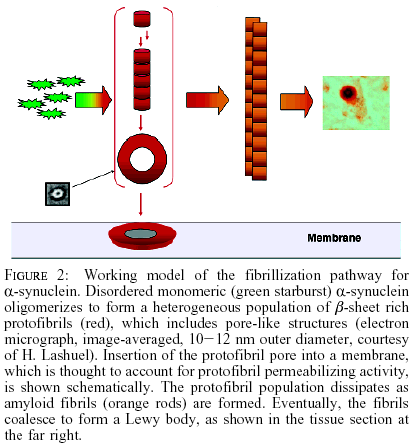 Membrane
FIGURE 2: Working model of the fibrillization pathway for
α-synuclein. Disordered monomeric (green starburst) α-synuclein
oligomerizes to form a heterogeneous population of β-sheet rich
protofibrils (red), which includes pore-like structures (electron
micrograph, image-averaged, 10−12 nm outer diameter, courtesy
of H. Lashuel). Insertion of the protofibril pore into a membrane,
which is thought to account for protofibril permeabilizing activity,
is shown schematically. The protofibril population dissipates as
amyloid fibrils (orange rods) are formed. Eventually, the fibrils
coalesce to form a Lewy body, as shown in the tissue section at
the far right.